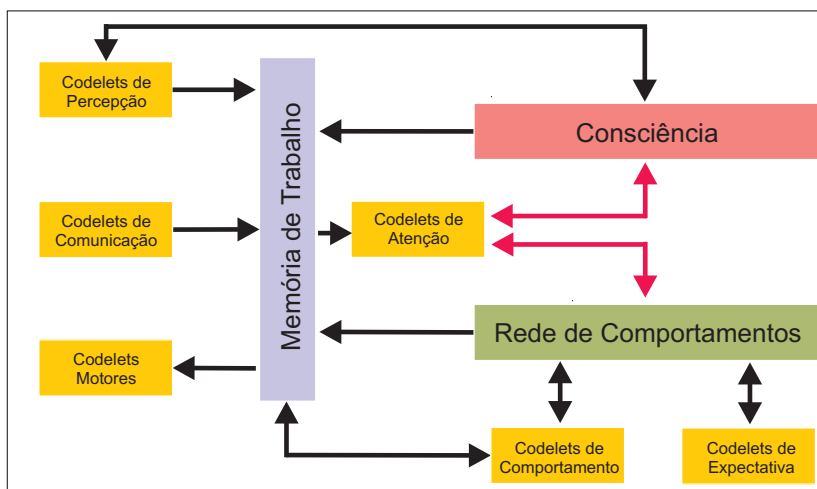 Codelets de
Percepção
Consciência
Memória de Trabalho
Codelets de
Comunicação
Codelets de
Atenção
Rede de Comportamentos
Codelets
Motores
Codelets de
Comportamento
Codelets de
Expectativa